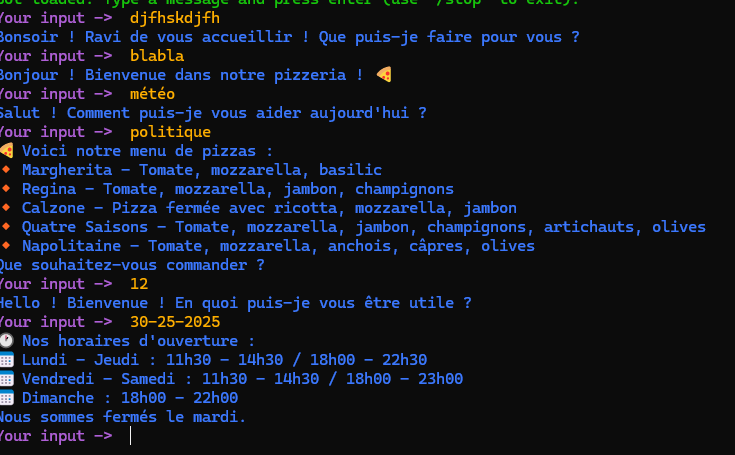 Bot loaded. Type a message and press enter (use '/stop' to exit):
Your input -> djfhskdjfh
Bonsoir ! Ravi de vous accueillir ! Que puis-je faire pour vous ?
Your input -> blabla
Bonjour ! Bienvenue dans notre pizzeria ! 🍕
Your input -> météo
Salut ! Comment puis-je vous aider aujourd'hui ?
Your input -> politique
🍕 Voici notre menu de pizzas :
🔸 Margherita - Tomate, mozzarella, basilic
🔸 Regina - Tomate, mozzarella, jambon, champignons
🔸 Calzone - Pizza fermée avec ricotta, mozzarella, jambon
🔸 Quatre Saisons - Tomate, mozzarella, jambon, champignons, artichauts, olives
🔸 Napolitaine - Tomate, mozzarella, anchois, câpres, olives
Que souhaitez-vous commander ?
Your input -> 12
Hello ! Bienvenue ! En quoi puis-je vous être utile ?
Your input -> 30-25-2025
🕐 Nos horaires d'ouverture :
📅 Lundi - Jeudi : 11h30 - 14h30 / 18h00 - 22h30
📅 Vendredi - Samedi : 11h30 - 14h30 / 18h00 - 23h00
📅 Dimanche : 18h00 - 22h00
Nous sommes fermés le mardi.
Your input ->